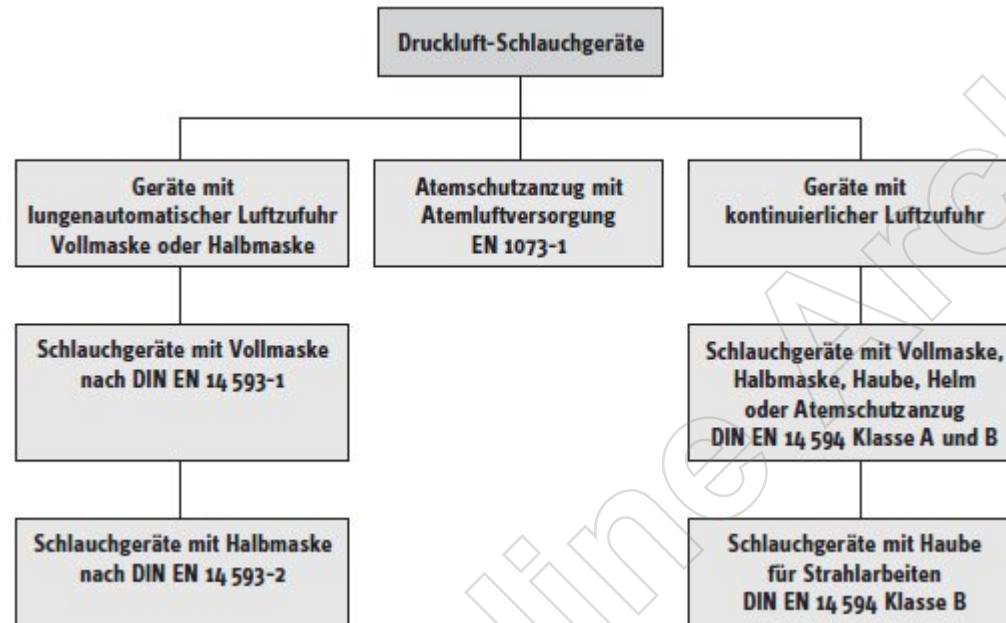 Druckluft-Schlauchgeräte
Geräte mit
lungenautomatischer Luftzufuhr
Vollmaske oder Halbmaske
Atemschutzanzug mit
Atemluftversorgung
EN 1073-1
Geräte mit
kontinuierlicher Luftzufuhr
Schlauchgeräte mit Vollmaske
nach DIN EN 14 593-1
Schlauchgeräte mit Vollmaske,
Halbmaske, Haube, Helm
oder Atemschutzanzug
DIN EN 14 594 Klasse A und B
Schlauchgeräte mit Halbmaske
nach DIN EN 14 593-2
Schlauchgeräte mit Haube
für Strahlarbeiten
DIN EN 14 594 Klasse B
line Arc